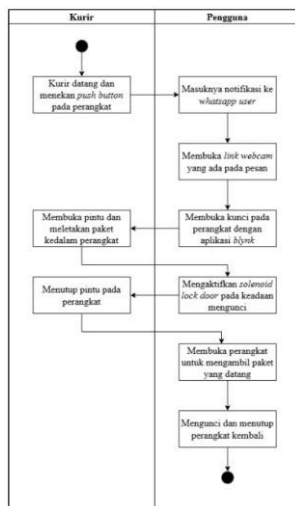 Kurir
Pengguna
Kurir datang dan
menekan push button
pada perangkat
Masuknya notifikasi ke
whatsapp user
Membuka link webcam
yang ada pada pesan
Membuka pintu dan
meletakan paket
kedalam perangkat
Membuka kunci pada
perangkat dengan
aplikasi blynk
Mengaktifkan solenoid
lock door pada keadaan
mengunci
Menutup pintu pada
perangkat
Membuka perangkat
untuk mengambil paket
yang datang
Mengunci dan menutup
perangkat kembali